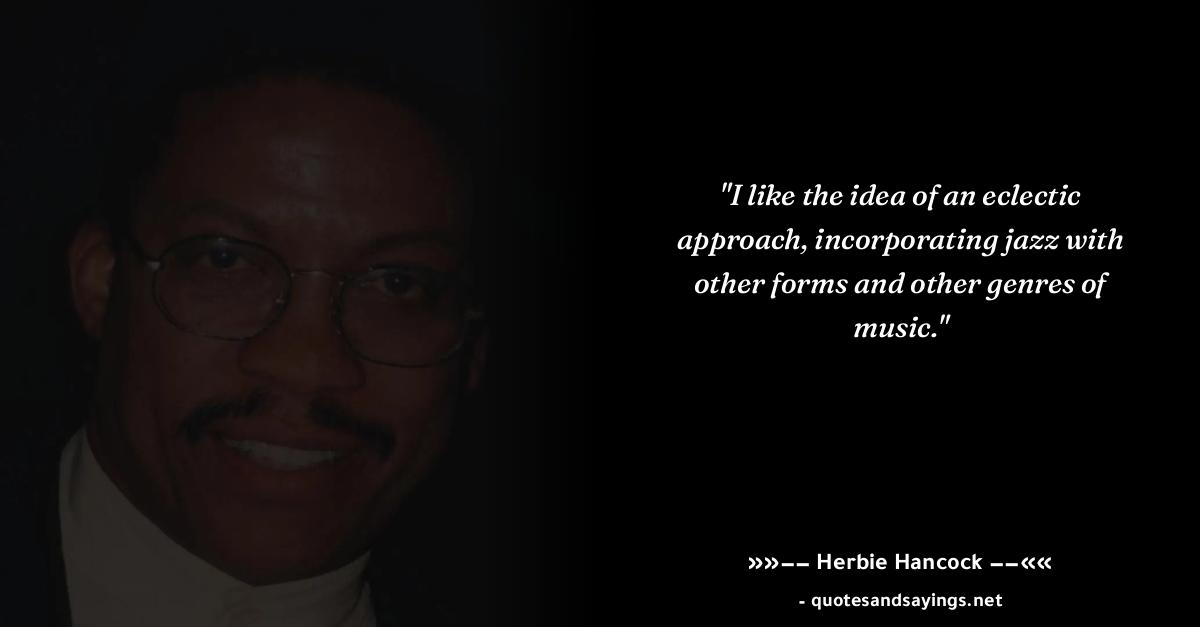 "I like the idea of an eclectic
approach, incorporating jazz with
other forms and other genres of
music."
»»−− Herbie Hancock −−««
- quotesandsayings.net